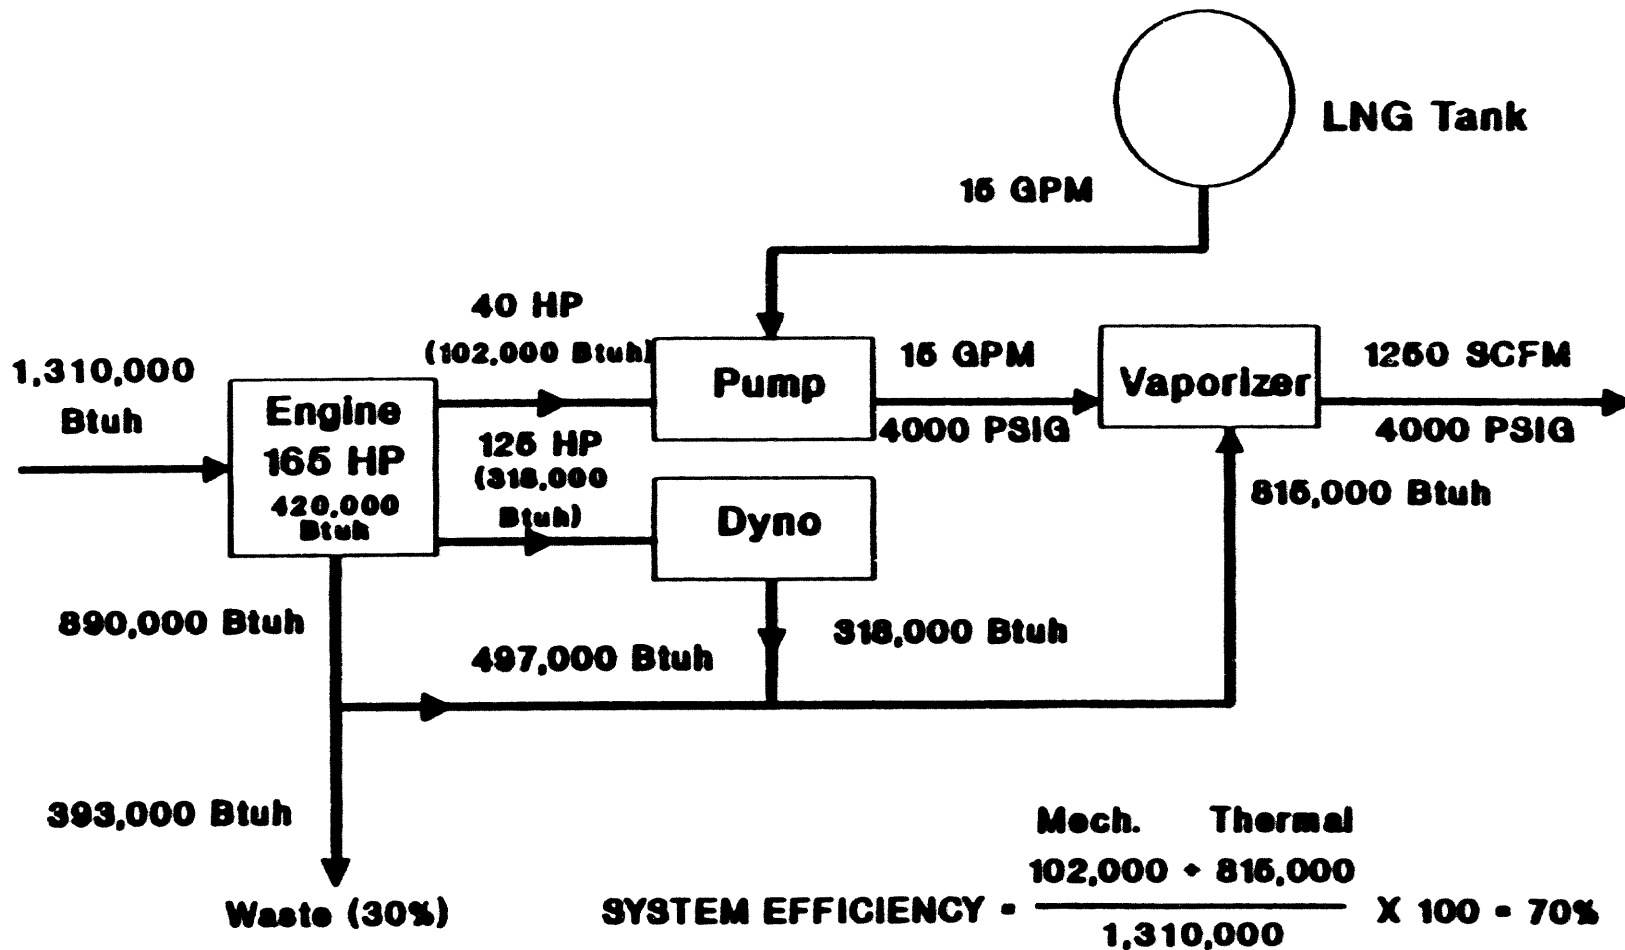 LNG Tank
15 GPM
40 HP
(102,000 Btuh)
1,310,000
Btuh
Engine
165 HP
420,000
Btuh
Pump
15 GPM
4000 PSIG
Vaporizer
1250 SCFM
4000 PSIG
125 HP
(318,000
Btuh)
Dyno
815,000 Btuh
890,000 Btuh
318,000 Btuh
497,000 Btuh
393,000 Btuh
Waste (30%)
Mech. Thermal
102,000 + 815,000
SYSTEM EFFICIENCY = X 100 = 70%
1,310,000